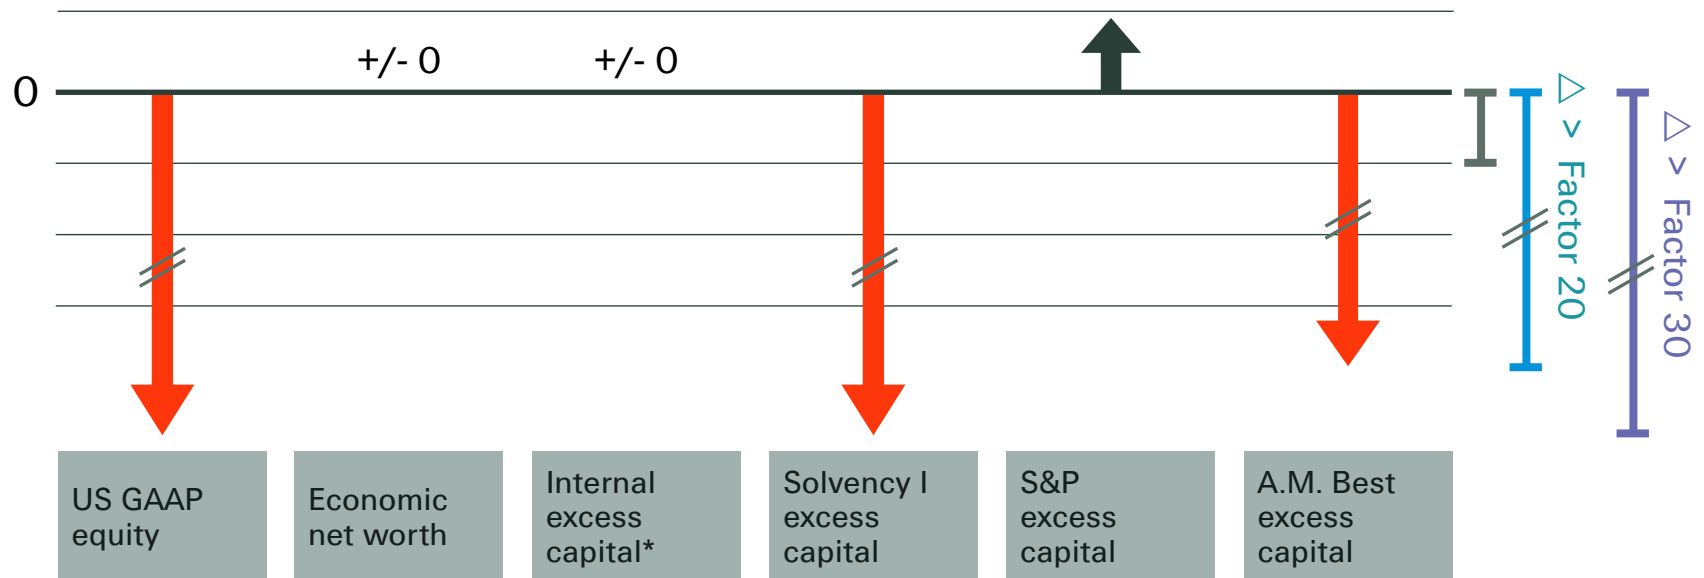 +/- 0
+/- 0
0
△ > Factor 20
△ > Factor 30
US GAAP
equity
Economic
net worth
Internal
excess
capital*
Solvency I
excess
capital
S&P
excess
capital
A.M. Best
excess
capital